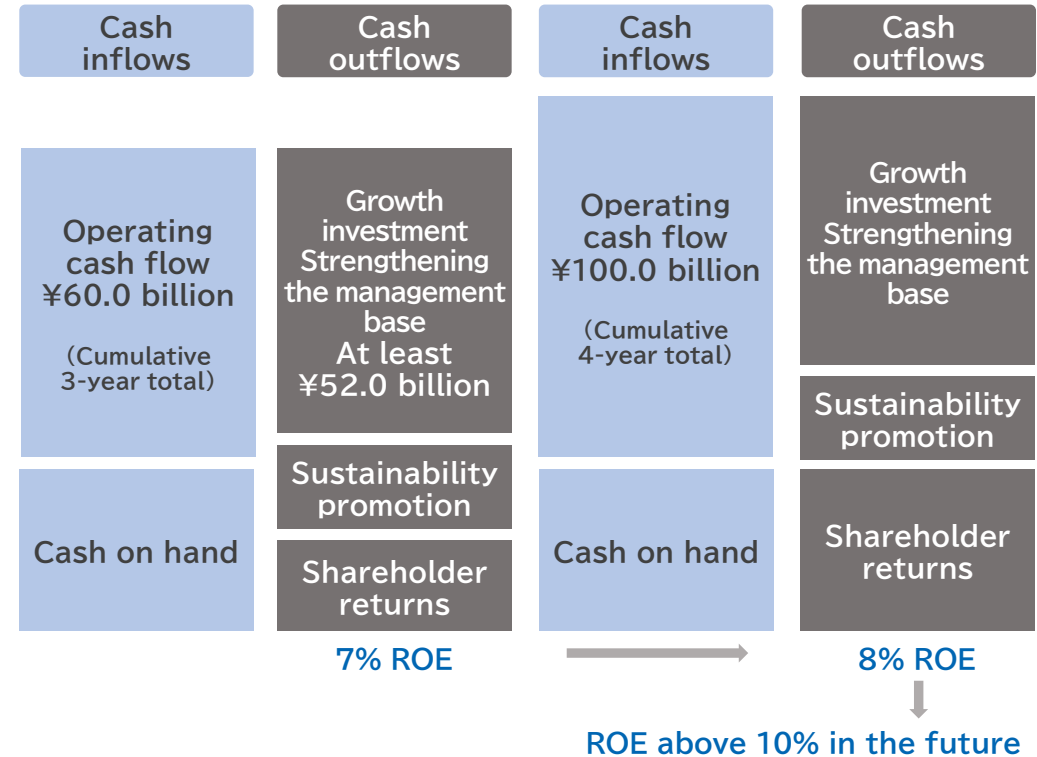 Cash
inflows
Cash
outflows
Cash
inflows
Cash
outflows
Operating
cash flow
¥60.0 billion
(Cumulative
3-year total)
Cash on hand
Growth
investment
Strengthening
the management
base
At least
¥52.0 billion
Sustainability
promotion
Shareholder
returns
7% ROE
Operating
cash flow
¥100.0 billion
(Cumulative
4-year total)
Cash on hand
Growth
investment
Strengthening
the management
base
Sustainability
promotion
Shareholder
returns
8% ROE
ROE above 10% in the future